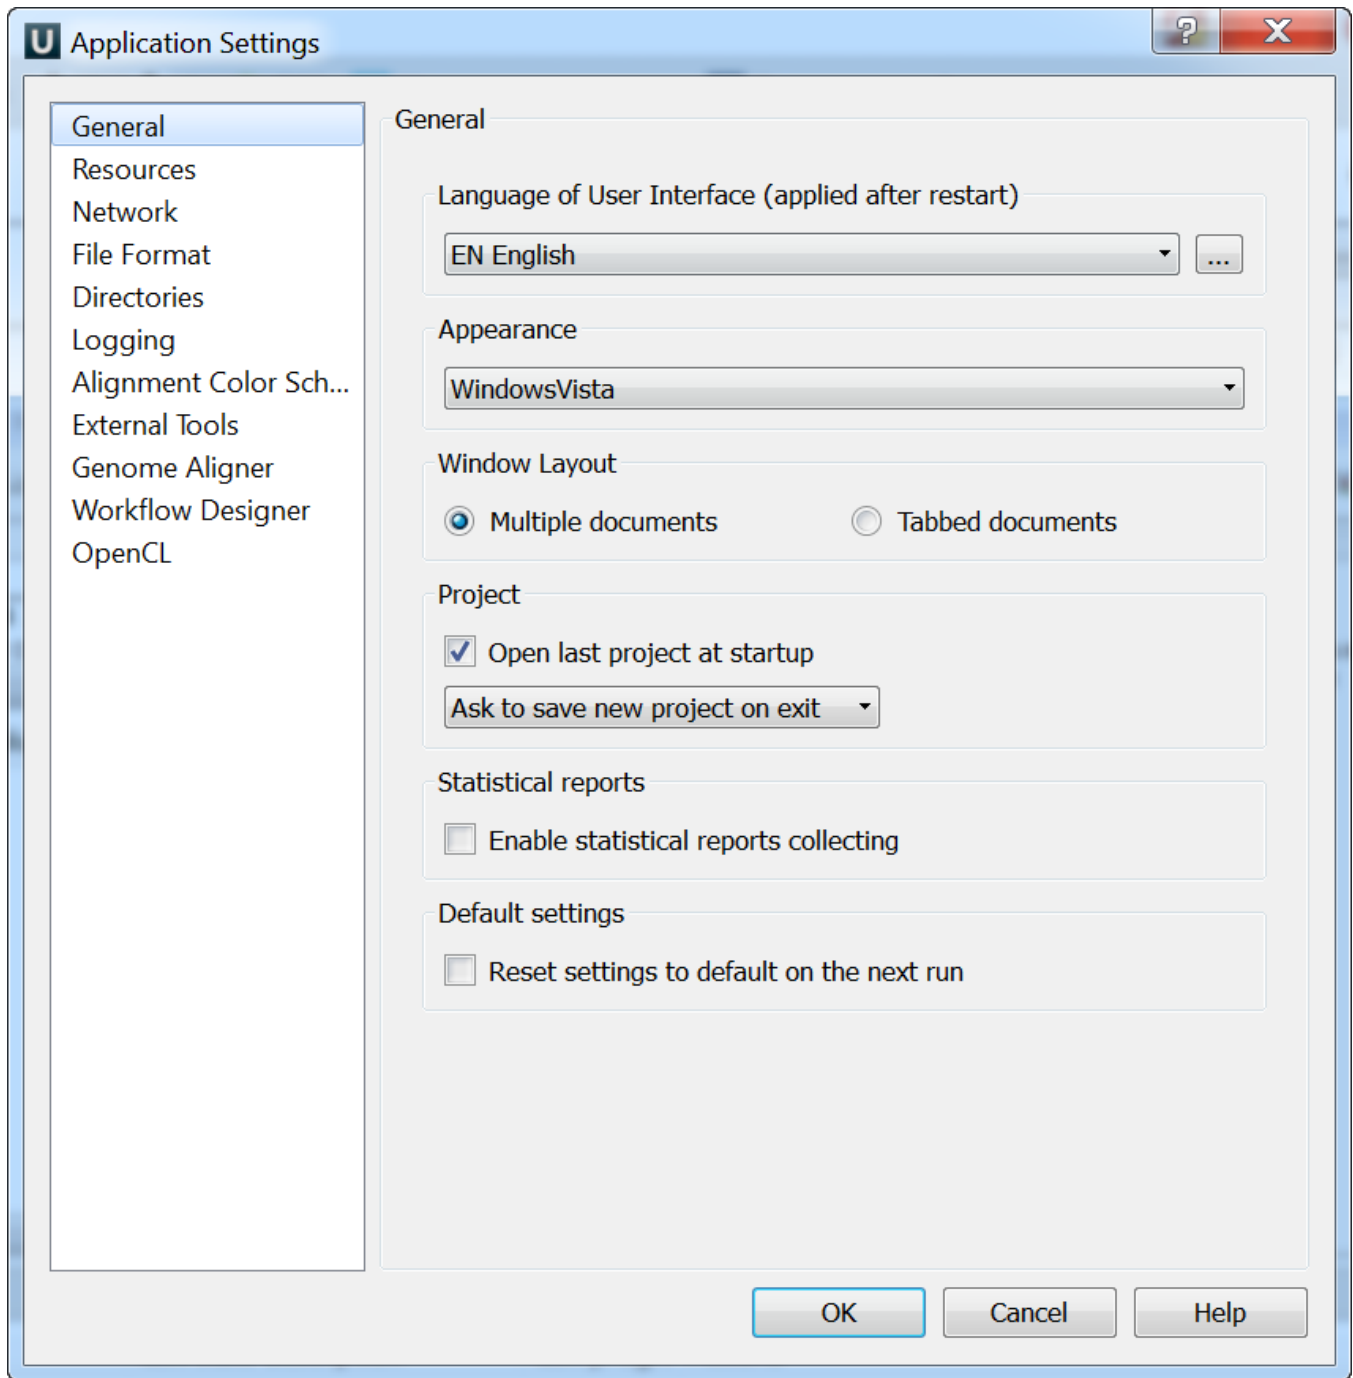 U Application Settings
?
General
Resources
Network
File Format
Directories
Logging
Alignment Color Sch...
External Tools
Genome Aligner
Workflow Designer
OpenCL
General
Language of User Interface (applied after restart)
EN English
...
Appearance
WindowsVista
Window Layout
Multiple documents
Tabbed documents
Project
Open last project at startup
Ask to save new project on exit
Statistical reports
Enable statistical reports collecting
Default settings
Reset settings to default on the next run
OK
Cancel
Help